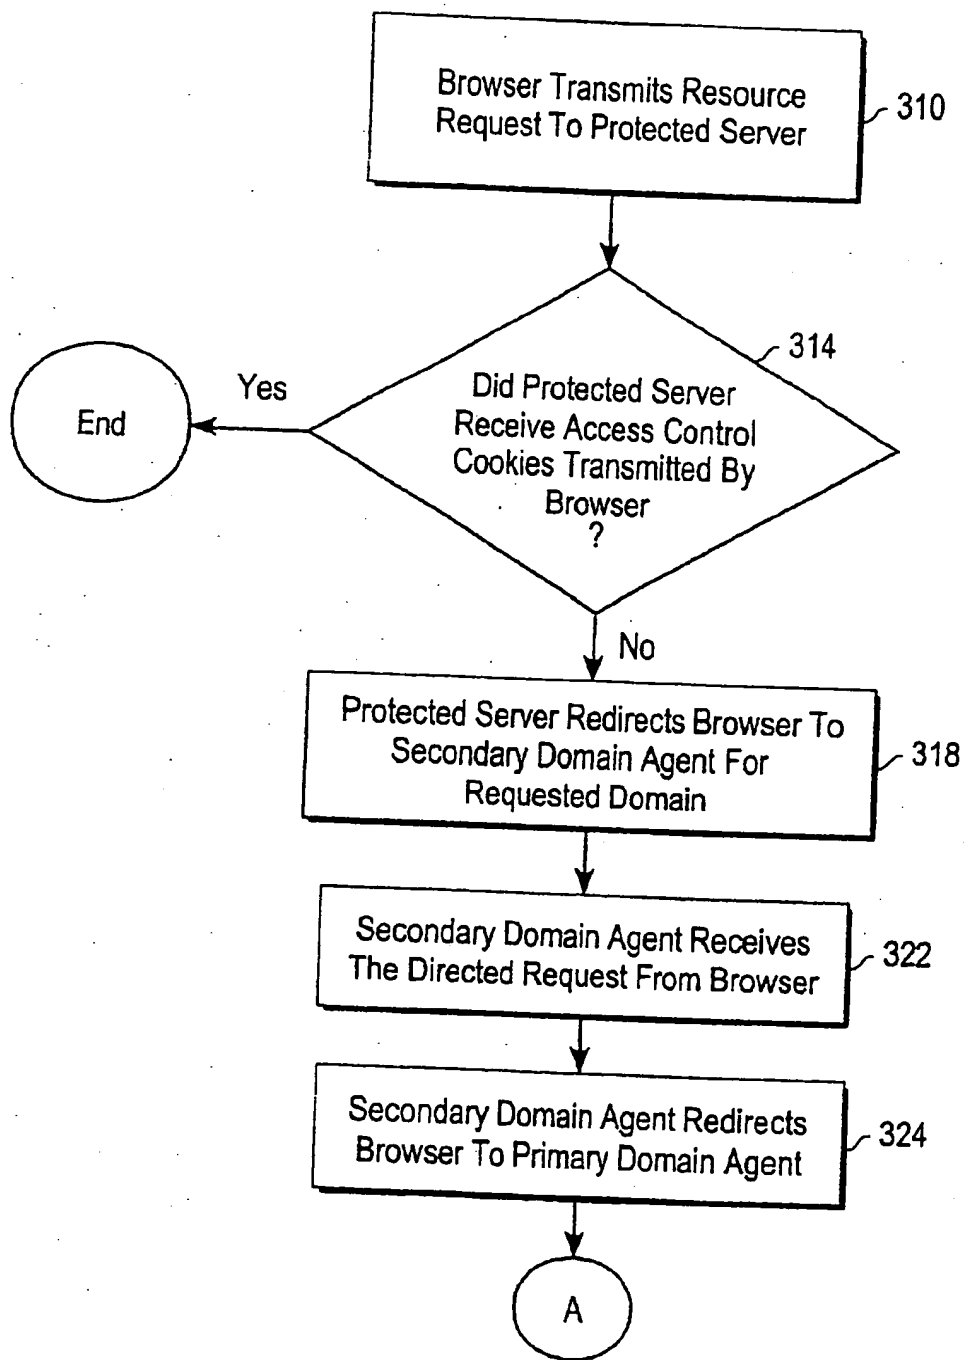 Browser Transmits Resource
Request To Protected Server
310
314
Did Protected Server
Receive Access Control
Cookies Transmitted By
Browser
?
Yes
End
No
Protected Server Redirects Browser To
Secondary Domain Agent For
Requested Domain
318
Secondary Domain Agent Receives
The Directed Request From Browser
322
Secondary Domain Agent Redirects
Browser To Primary Domain Agent
324
A